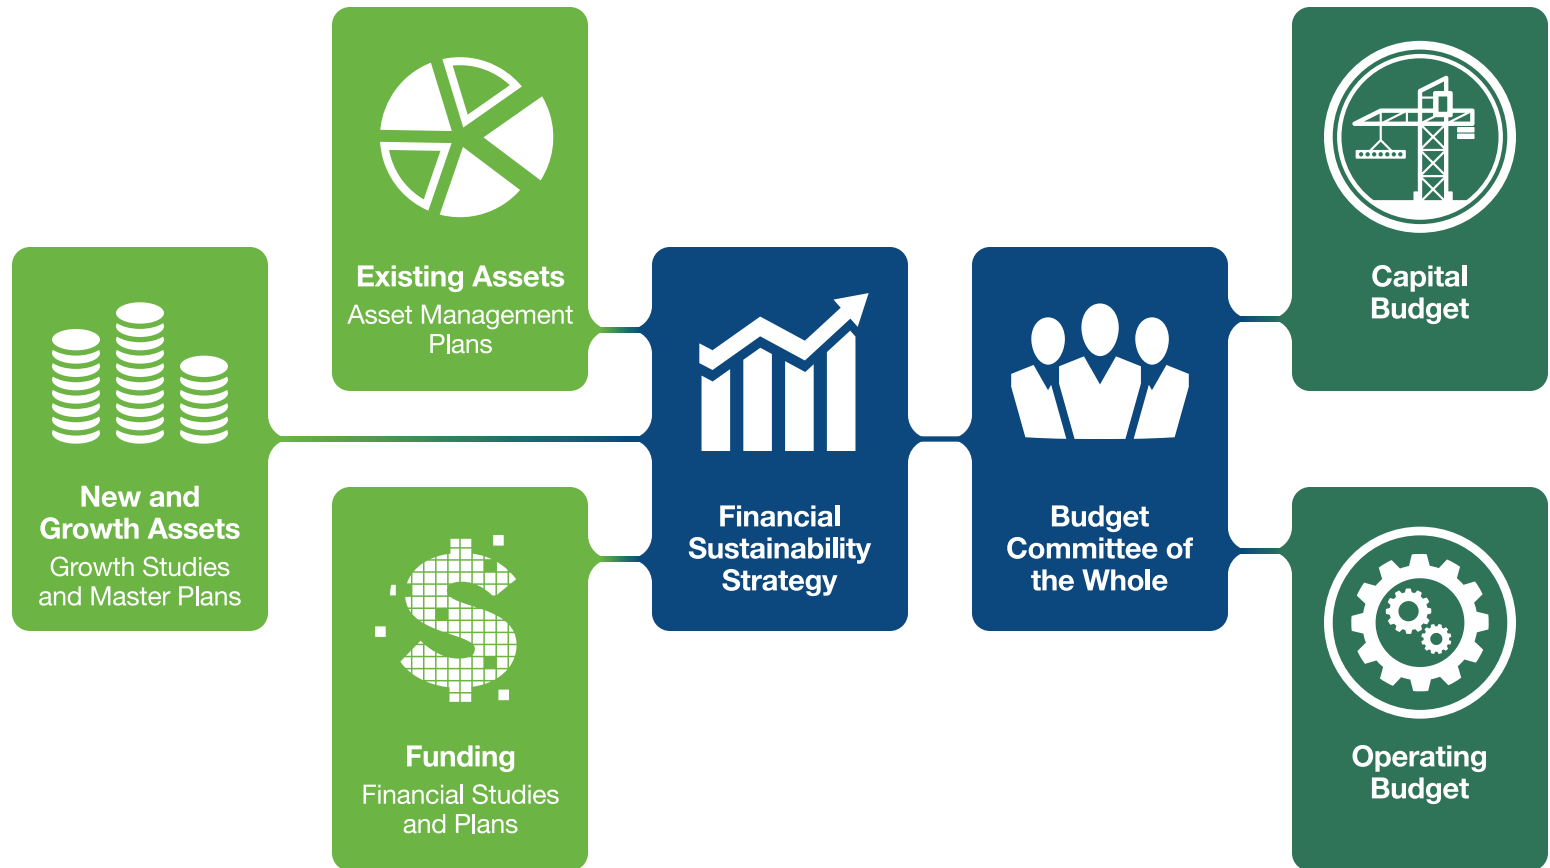 New and
Growth Assets
Growth Studies
and Master Plans
Existing Assets
Asset Management
Plans
Funding
Financial Studies
and Plans
Financial
Sustainability
Strategy
Budget
Committee of
the Whole
Capital
Budget
Operating
Budget